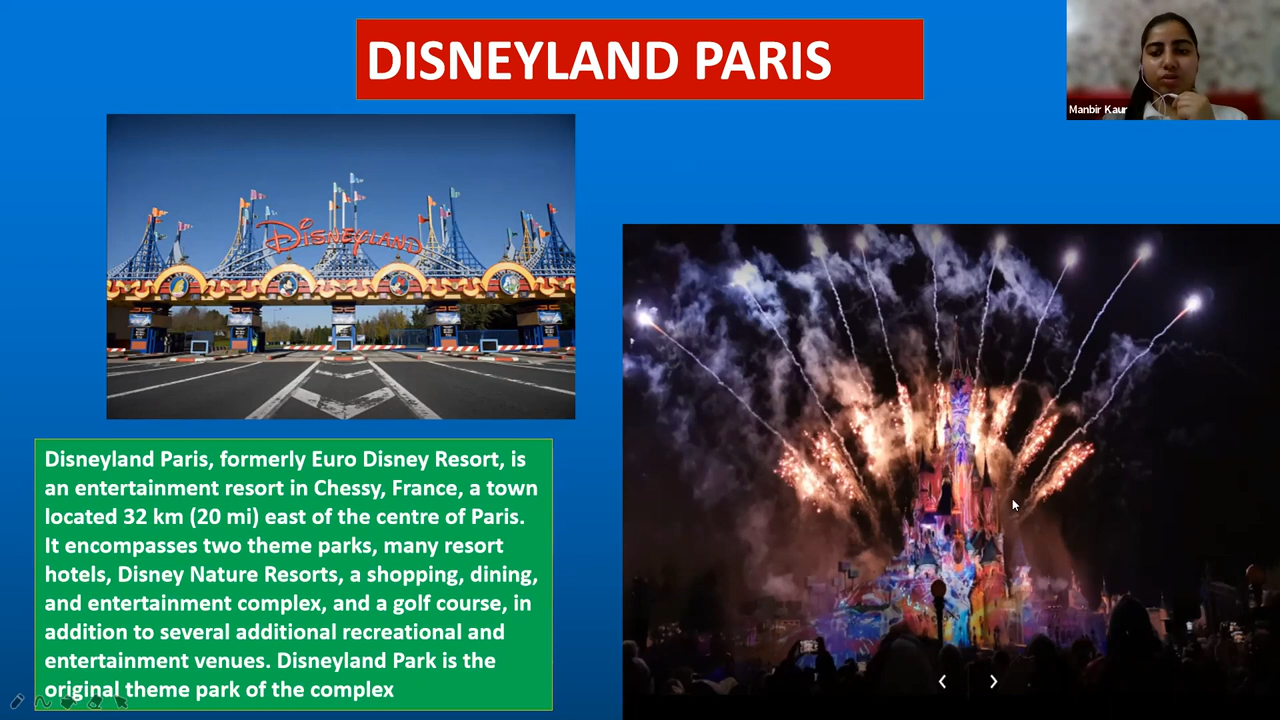 DISNEYLAND PARIS
Manbir Kaur
DISNEYLAND
Disneyland Paris, formerly Euro Disney Resort, is
an entertainment resort in Chessy, France, a town
located 32 km (20 mi) east of the centre of Paris.
It encompasses two theme parks, many resort
hotels, Disney Nature Resorts, a shopping, dining,
and entertainment complex, and a golf course, in
addition to several additional recreational and
entertainment venues. Disneyland Park is the
original theme park of the complex